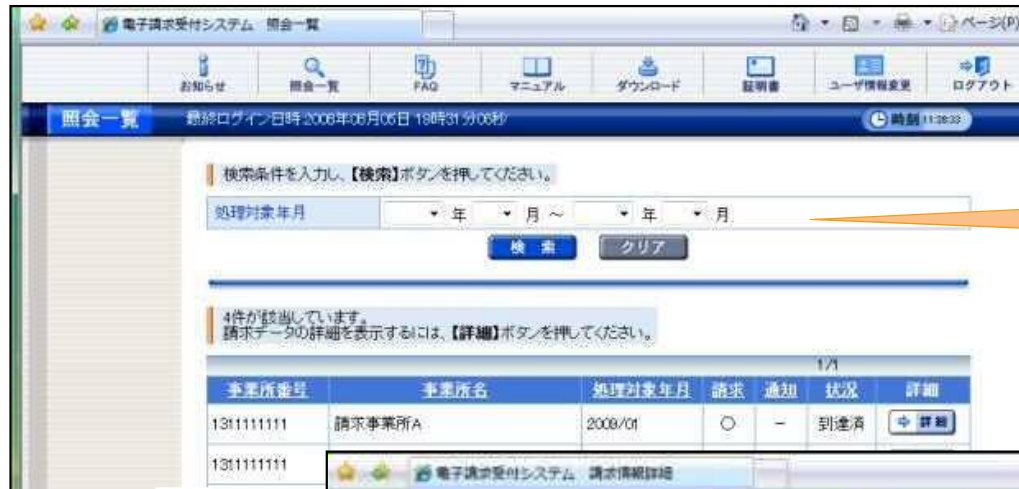 電子請求受付システム 照会一覧
ページ(P)
お知らせ 照会一覧 FAQ マニュアル ダウンロード 証明書 ユーザ情報変更 ログアウト
照会一覧 最終ログイン日時:2008年08月05日 19時31分06秒 時刻
検索条件を入力し、【検索】ボタンを押してください。
処理対象年月 年 月 ~ 年 月
検索 クリア
4件が該当しています。
請求データの詳細を表示するには、【詳細】ボタンを押してください。
1/1
事業所番号 事業所名 処理対象年月 請求 通知 状況 詳細
1311111111 請求事業所A 2009/01 ○ − 到達済 詳細
1311111111
電子請求受付システム 請求情報詳細